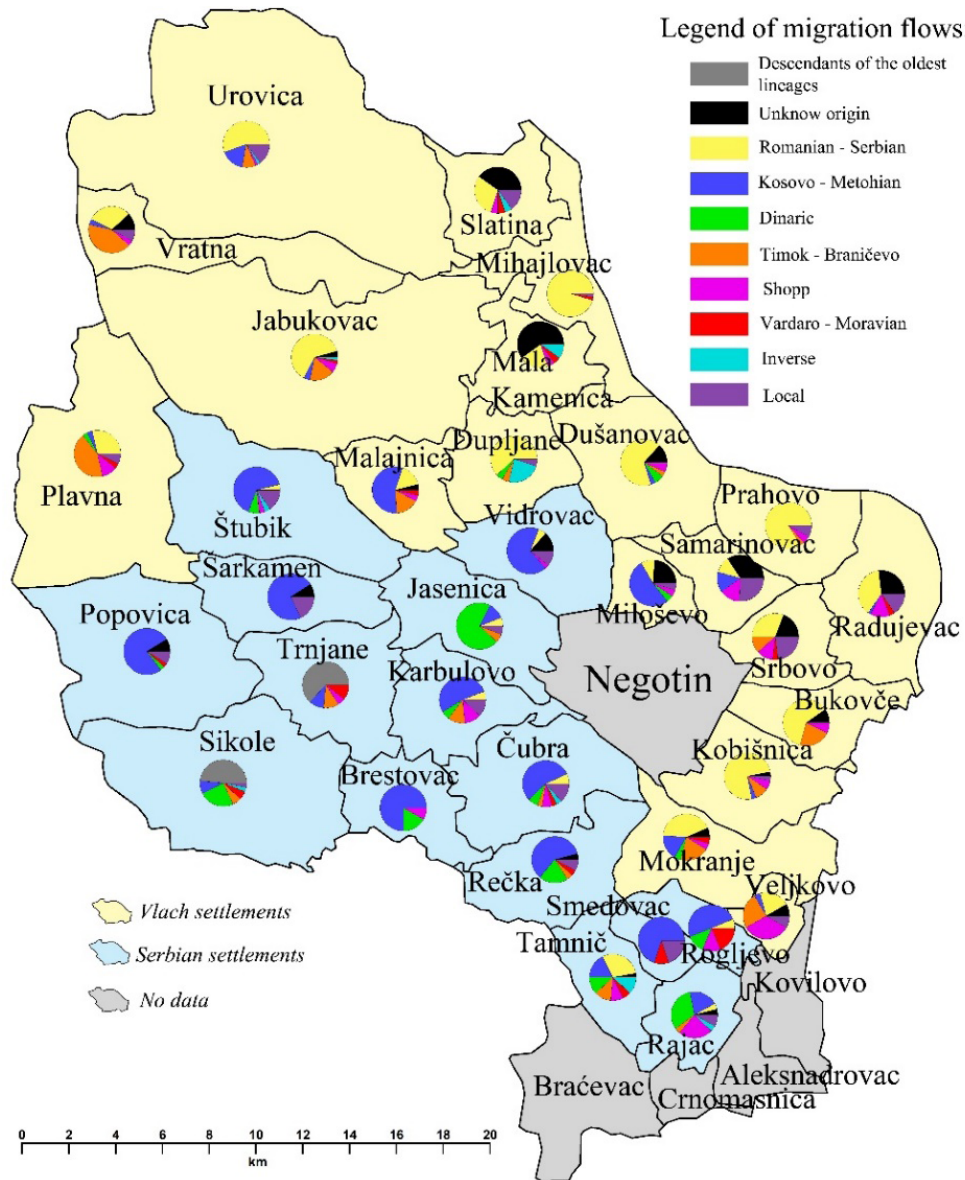 Legend of migration flows
Descendants of the oldest
lineages
Unknow origin
Romanian - Serbian
Kosovo - Metohian
Dinaric
Timok - Braničevo
Shopp
Vardaro - Moravian
Inverse
Local
Urovica
Slatina
Vratna
Mihajlovac
Jabukovac
Mala
Kamenica
Dupljane
Dušanovac
Malajnica
Plavna
Štubik
Vidrovac
Prahovo
Samarinovac
Šarkamen
Jasenica
Miloševo
Radujevac
Popovica
Trnjane
Karbulovo
Negotin
Srbovo
Bukovče
Sikole
Brestovac
Čubra
Kobišnica
Mokranje
Rečka
Veljkovo
Smedovac
Tamnič
Rogljevo
Kovilovo
Rajac
Braćevac
Aleksnadrovac
Crnomasnica
Vlach settlements
Serbian settlements
No data
0 2 4 6 8 10 12 14 16 18 20
km